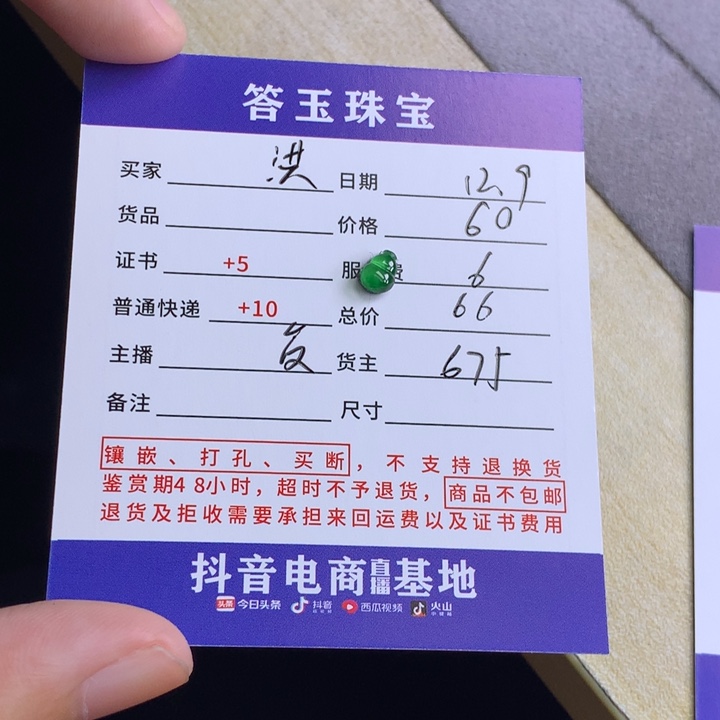 答玉珠宝
买家 洪 日期 12.9
货品 价格 60
证书 +5 服 费 6
普通快递 +10 总价 66
主播 货主 675
备注 尺寸
镶嵌、打孔、买断，不支持退换货
鉴赏期48小时，超时不予退货，商品不包邮
退货及拒收需要承担来回运费以及证书费用
抖音电商直播基地
头条 今日头条 抖音 西瓜视频 火山